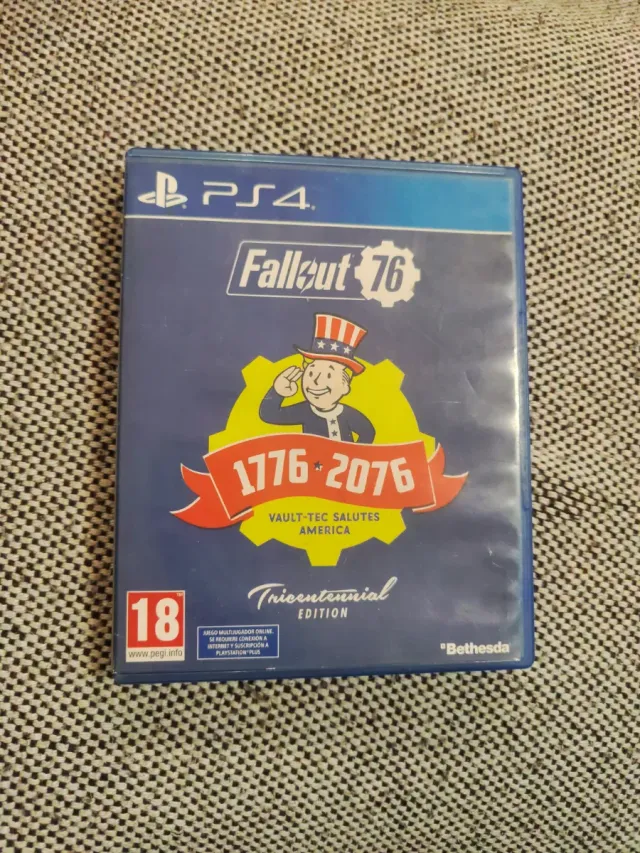 PS4
Fallout 76
1776 ★ 2076
VAULT-TEC SALUTES
AMERICA
Tricentennial
EDITION
18
www.pegi.info
JUEGO MULTIJUGADOR ONLINE.
SE REQUIERE CONEXIÓN A
INTERNET Y SUSCRIPCIÓN A
PLAYSTATION®PLUS
Bethesda